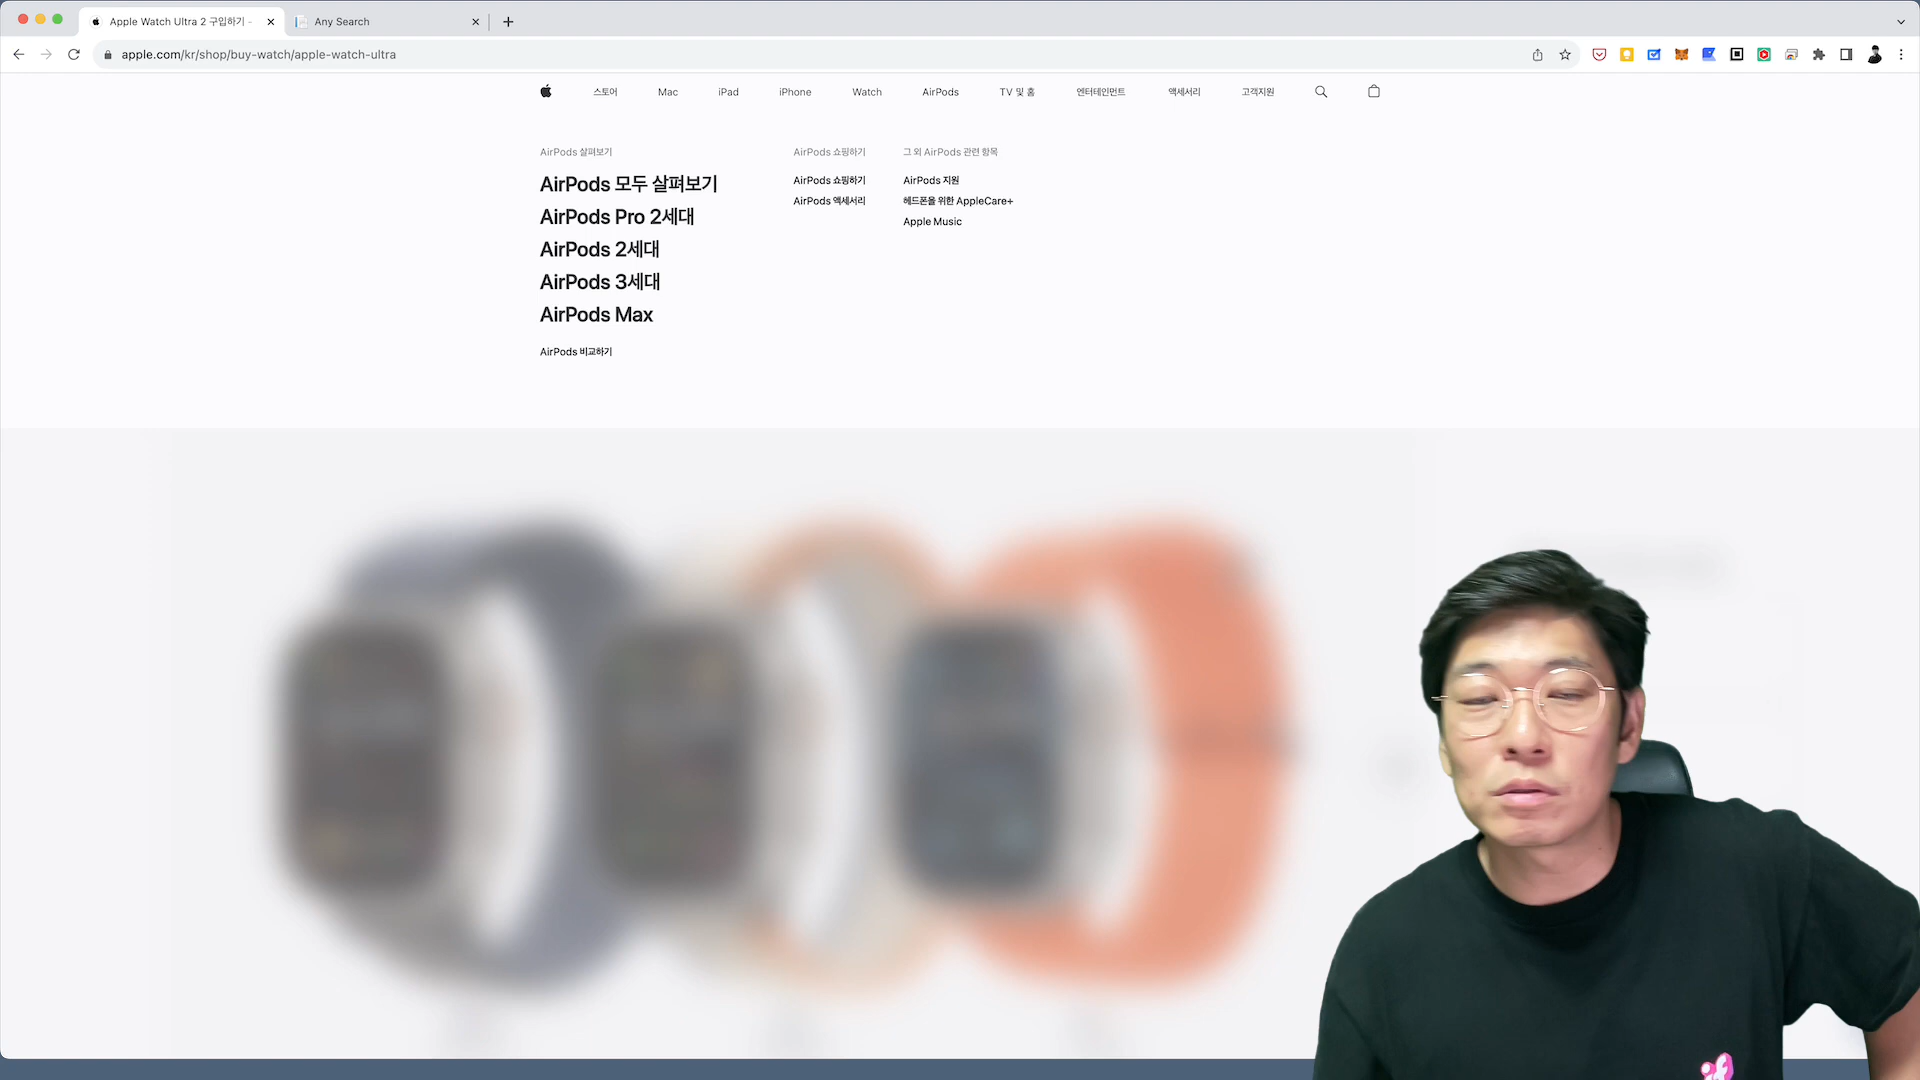 Apple Watch Ultra 2 구입하기 -
Any Search
apple.com/kr/shop/buy-watch/apple-watch-ultra
스토어 Mac iPad iPhone Watch AirPods TV 및 홈 엔터테인먼트 액세서리 고객지원
AirPods 살펴보기
AirPods 모두 살펴보기
AirPods Pro 2세대
AirPods 2세대
AirPods 3세대
AirPods Max
AirPods 비교하기
AirPods 쇼핑하기
AirPods 쇼핑하기
AirPods 액세서리
그 외 AirPods 관련 항목
AirPods 지원
헤드폰을 위한 AppleCare+
Apple Music